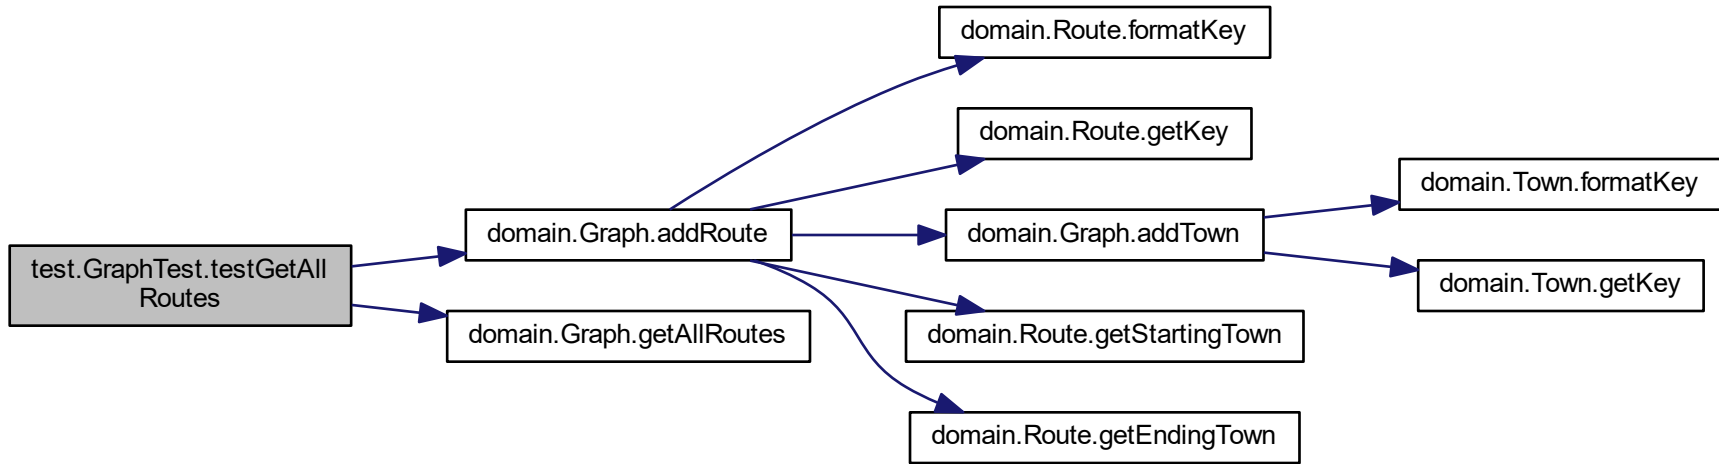 domain.Route.formatKey
domain.Route.getKey
domain.Town.formatKey
domain.Graph.addRoute
domain.Graph.addTown
test.GraphTest.testGetAll
Routes
domain.Town.getKey
domain.Graph.getAllRoutes
domain.Route.getStartingTown
domain.Route.getEndingTown